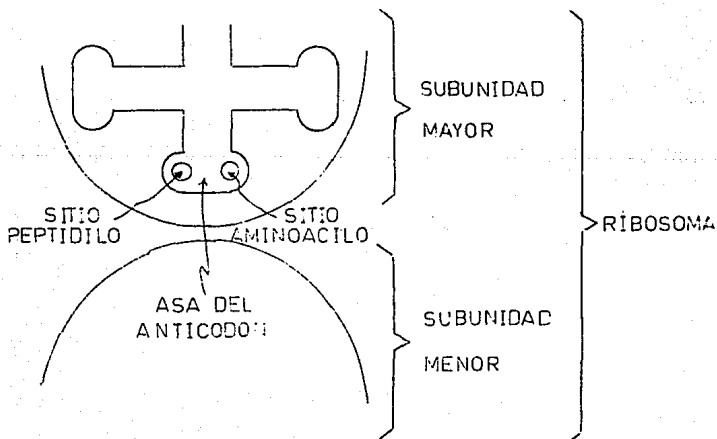 SUBUNIDAD
MAYOR
SITIO
PEPTIDILO
SITIO
AMINOACILO
RIBOSOMA
ASA DEL
ANTICODON
SUBUNIDAD
MENOR